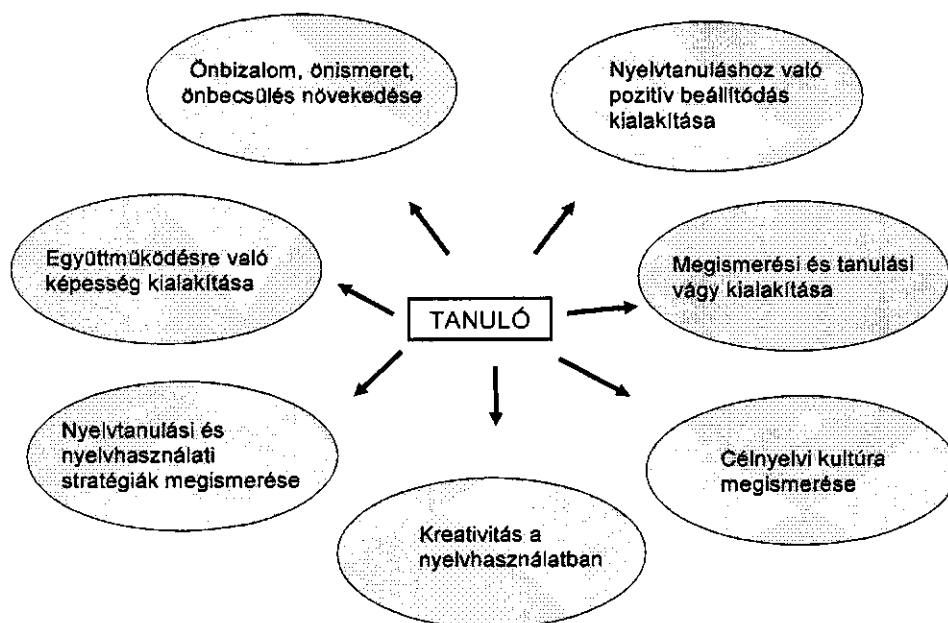 Önbizalom, önismeret,
önbecsülés növekedése
Nyelvtanuláshoz való
pozitív beállítódás
kialakítása
Együttműködésre való
képesség kialakítása
Megismerési és tanulási
vágy kialakítása
TANULÓ
Nyelvtanulási és
nyelvhasználati
stratégiák megismerése
Célnyelvi kultúra
megismerése
Kreativitás a
nyelvhasználatban